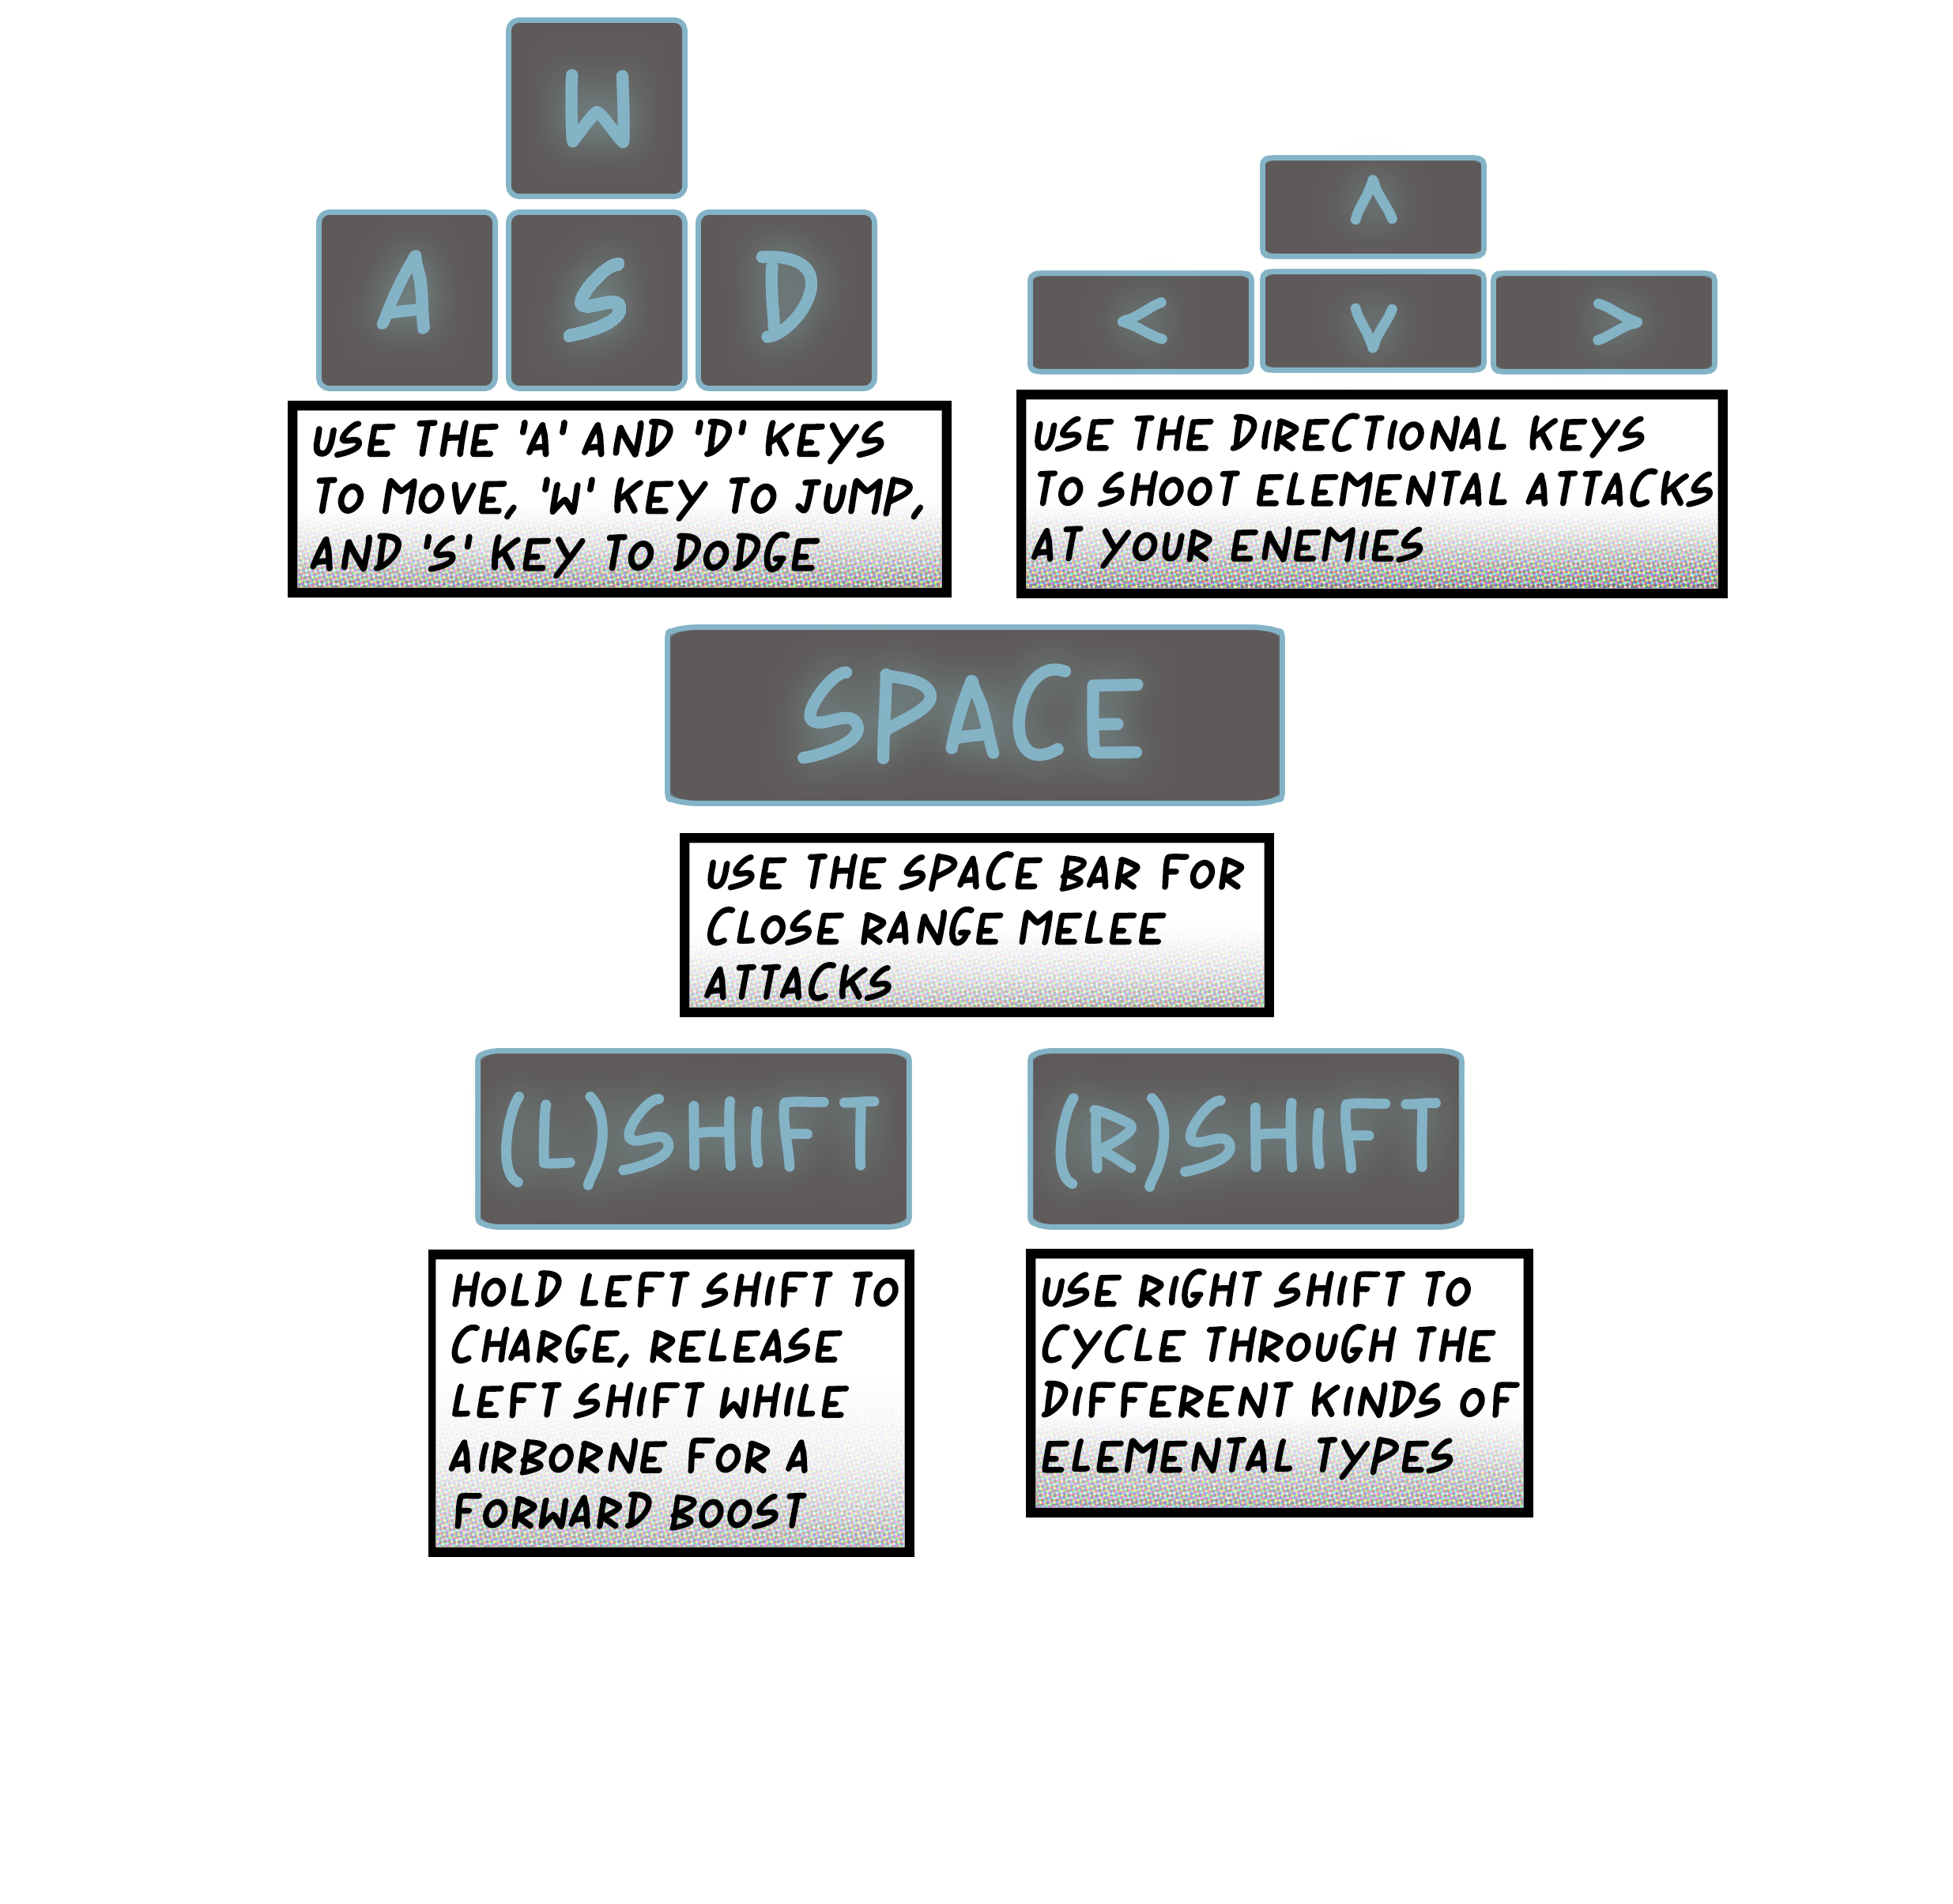 W
A S D
^
< v >
USE THE 'A' AND 'D' KEYS
TO MOVE, 'W' KEY TO JUMP,
AND 'S' KEY TO DODGE
USE THE DIRECTIONAL KEYS
TO SHOOT ELEMENTAL ATTACKS
AT YOUR ENEMIES
SPACE
USE THE SPACE BAR FOR
CLOSE RANGE MELEE
ATTACKS
(L)SHIFT
HOLD LEFT SHIFT TO
CHARGE, RELEASE
LEFT SHIFT WHILE
AIRBORNE FOR A
FORWARD BOOST
(R)SHIFT
USE RIGHT SHIFT TO
CYCLE THROUGH THE
DIFFERENT KINDS OF
ELEMENTAL TYPES